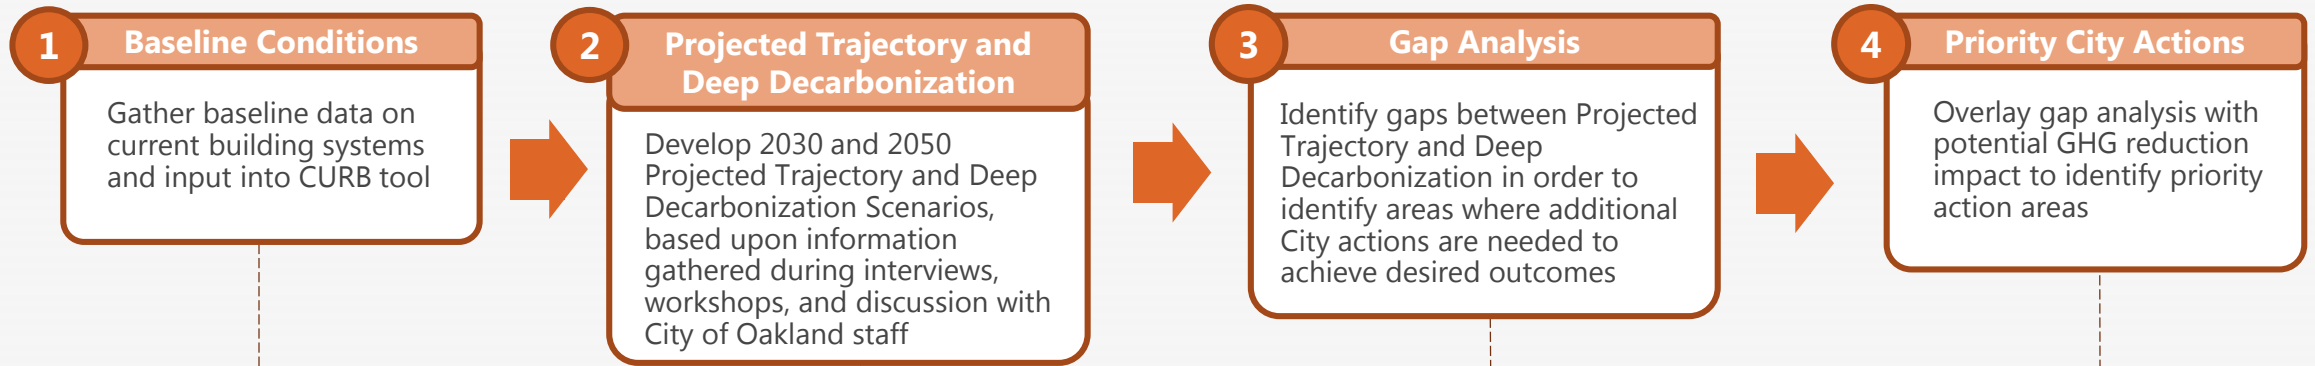 1
Baseline Conditions
Gather baseline data on
current building systems
and input into CURB tool
2
Projected Trajectory and
Deep Decarbonization
Develop 2030 and 2050
Projected Trajectory and Deep
Decarbonization Scenarios,
based upon information
gathered during interviews,
workshops, and discussion with
City of Oakland staff
3
Gap Analysis
Identify gaps between Projected
Trajectory and Deep
Decarbonization in order to
identify areas where additional
City actions are needed to
achieve desired outcomes
4
Priority City Actions
Overlay gap analysis with
potential GHG reduction
impact to identify priority
action areas